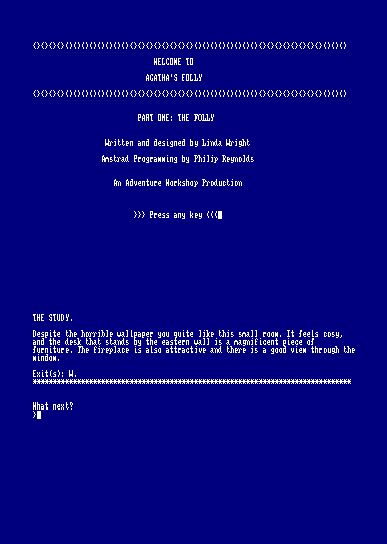 WELCOME TO
AGATHA'S FOLLY
PART ONE: THE FOLLY
Written and designed by Linda Wright
Amstrad Programming by Philip Reynolds
An Adventure Workshop Production
>>> Press any key <<<
THE STUDY.
Despite the horrible wallpaper you quite like this small room. It feels cosy,
and the desk that stands by the eastern wall is a magnificent piece of
furniture. The fireplace is also attractive and there is a good view through the
window.
Exit(s): W.
********************************************************************************
What next?
>